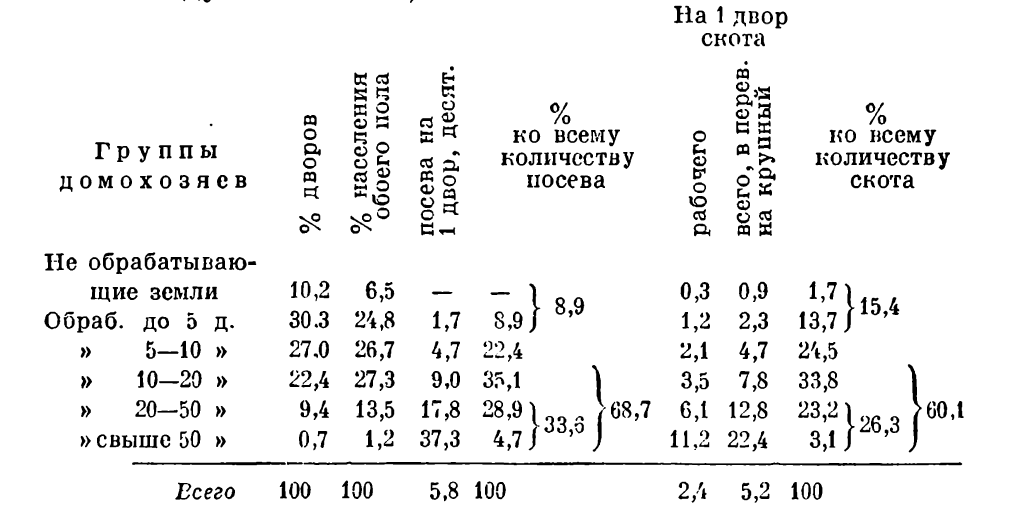 На 1 двор
скота
Группы
домохозяев
% дворов
% населения
обоего пола
посева на
1 двор, десят.
%
ко всему
количеству
посева
рабочего
всего, в перев.
на крупный
%
ко всему
количеству
скота
Не обрабатываю-
щие земли 10,2 6,5 — — 0,3 0,9 1,7
8,9 15,4
Обраб. до 5 д. 30.3 24,8 1,7 8,9 1,2 2,3 13,7
» 5—10 » 27.0 26,7 4,7 22,4 2,1 4,7 24,5
» 10—20 » 22,4 27,3 9,0 35,1 3,5 7,8 33,8
» 20—50 » 9,4 13,5 17,8 28,9 68,7 6,1 12,8 23,2 60,1
33,6 26,3
» свыше 50 » 0,7 1,2 37,3 4,7 11,2 22,4 3,1
Всего 100 100 5,8 100 2,4 5,2 100